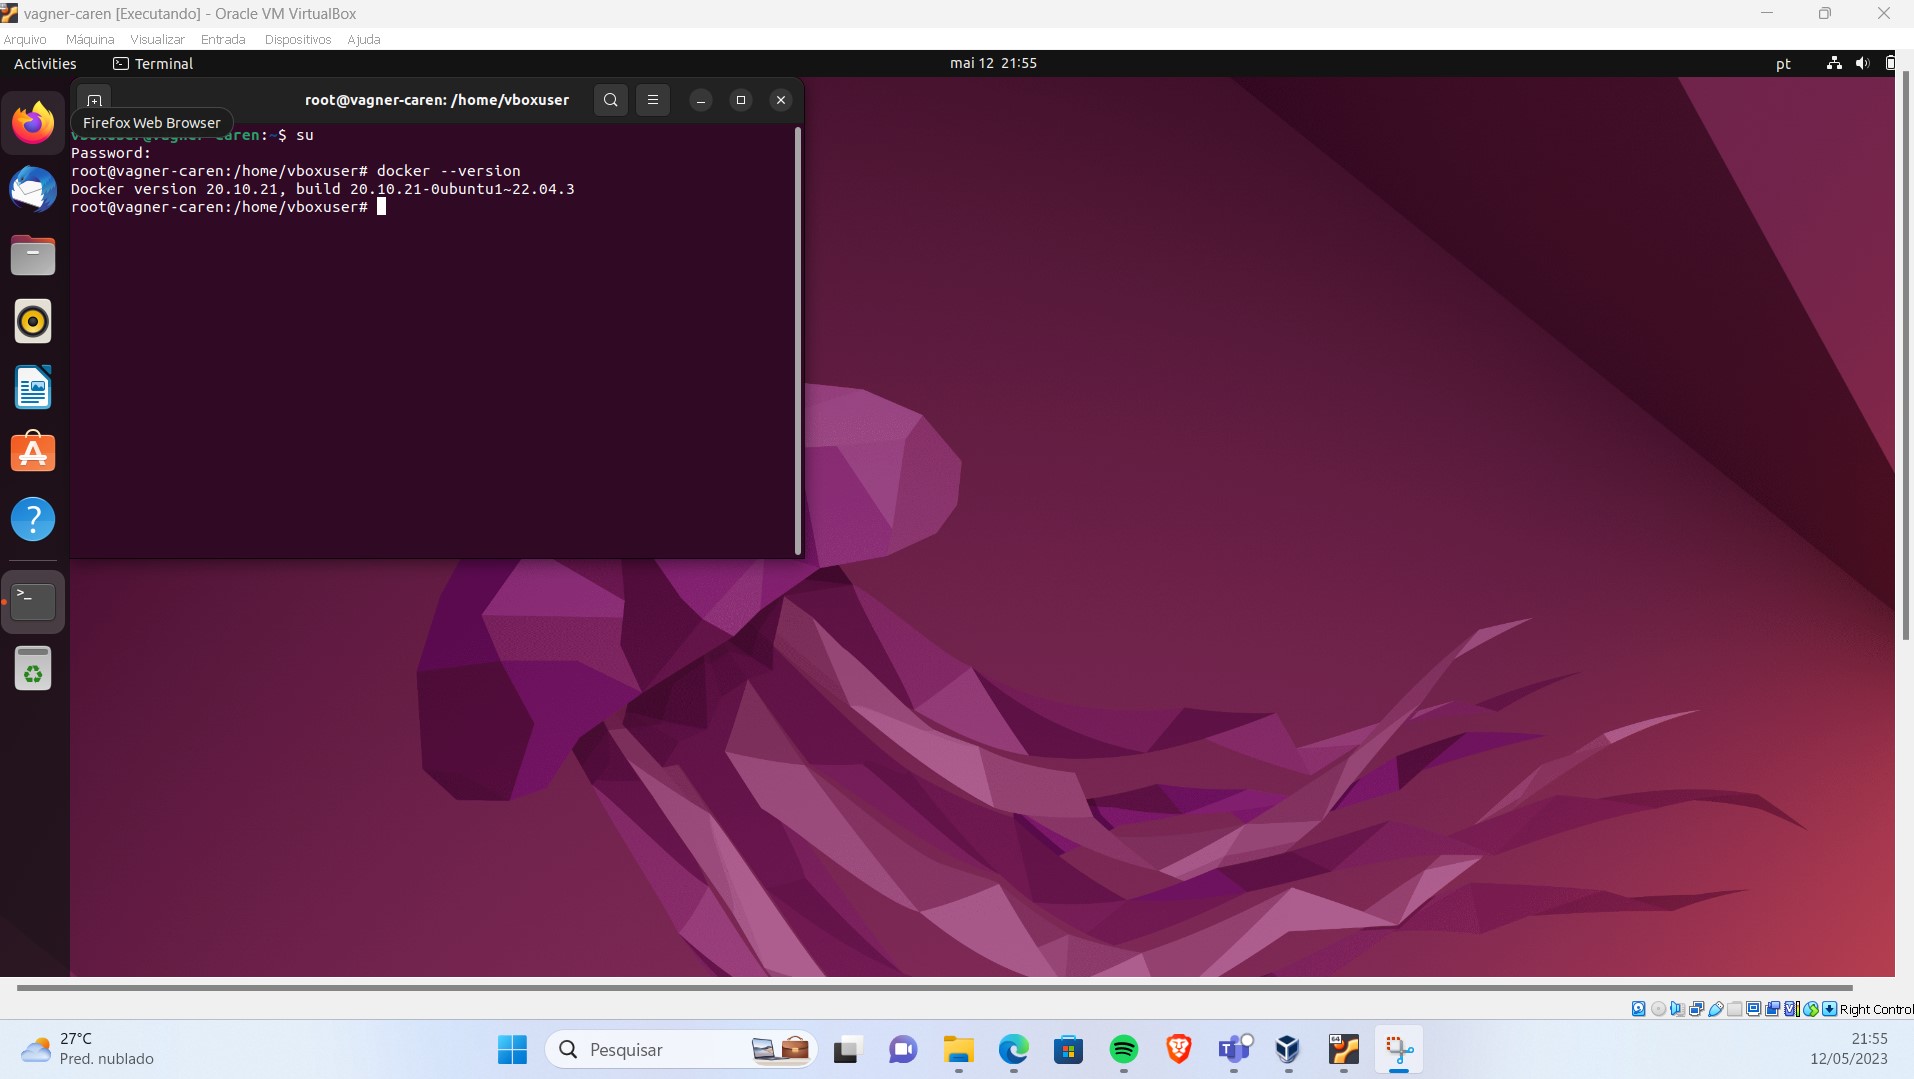 vagner-caren [Executando] - Oracle VM VirtualBox
Arquivo Máquina Visualizar Entrada Dispositivos Ajuda
Activities Terminal mai 12 21:55 pt
root@vagner-caren: /home/vboxuser
Firefox Web Browser
caren:~$ su
Password:
root@vagner-caren:/home/vboxuser# docker --version
Docker version 20.10.21, build 20.10.21-0ubuntu1~22.04.3
root@vagner-caren:/home/vboxuser#
Right Control
27°C
Pred. nublado
Pesquisar
64
21:55
12/05/2023